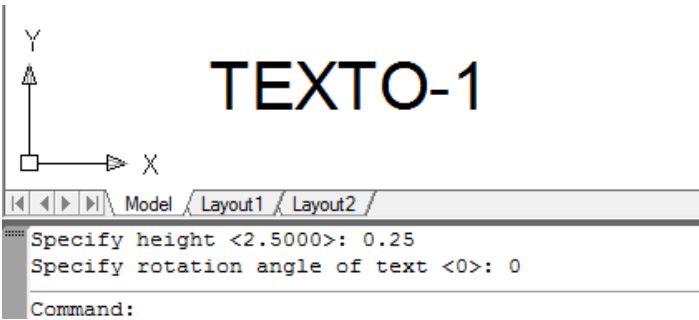 Y
TEXTO-1
X
Model Layout1 Layout2
Specify height <2.5000>: 0.25
Specify rotation angle of text <0>: 0
Command: